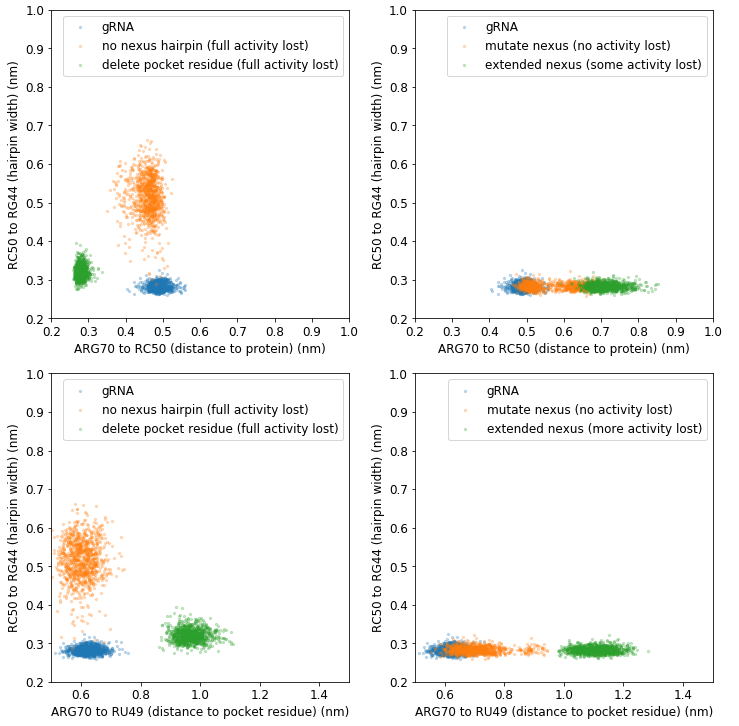 1.0
0.9
0.8
0.7
0.6
0.5
0.4
0.3
0.2
RC50 to RG44 (hairpin width) (nm)
gRNA
no nexus hairpin (full activity lost)
delete pocket residue (full activity lost)
0.2 0.3 0.4 0.5 0.6 0.7 0.8 0.9 1.0
ARG70 to RC50 (distance to protein) (nm)
1.0
0.9
0.8
0.7
0.6
0.5
0.4
0.3
0.2
RC50 to RG44 (hairpin width) (nm)
gRNA
mutate nexus (no activity lost)
extended nexus (some activity lost)
0.2 0.3 0.4 0.5 0.6 0.7 0.8 0.9 1.0
ARG70 to RC50 (distance to protein) (nm)
1.0
0.9
0.8
0.7
0.6
0.5
0.4
0.3
0.2
RC50 to RG44 (hairpin width) (nm)
gRNA
no nexus hairpin (full activity lost)
delete pocket residue (full activity lost)
0.6 0.8 1.0 1.2 1.4
ARG70 to RU49 (distance to pocket residue) (nm)
1.0
0.9
0.8
0.7
0.6
0.5
0.4
0.3
0.2
RC50 to RG44 (hairpin width) (nm)
gRNA
mutate nexus (no activity lost)
extended nexus (more activity lost)
0.6 0.8 1.0 1.2 1.4
ARG70 to RU49 (distance to pocket residue) (nm)